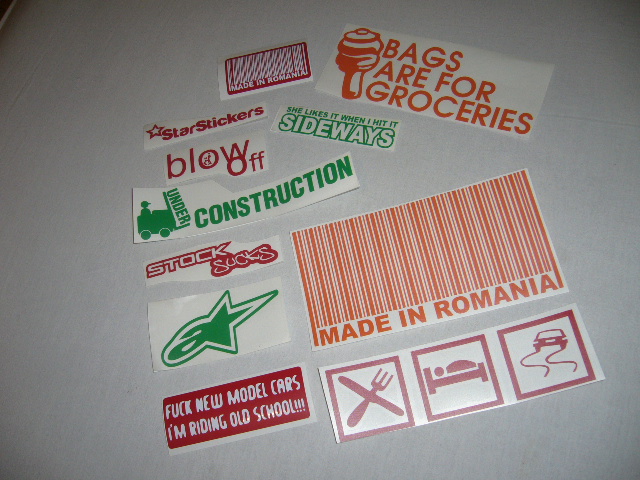 MADE IN ROMANIA
BAGS
ARE FOR
GROCERIES
StarStickers
SHE LIKES IT WHEN I HIT IT
SIDEWAYS
blow off
UNDER
CONSTRUCTION
STOCK
SUCKS
MADE IN ROMANIA
FUCK NEW MODEL CARS
I'M RIDING OLD SCHOOL!!!